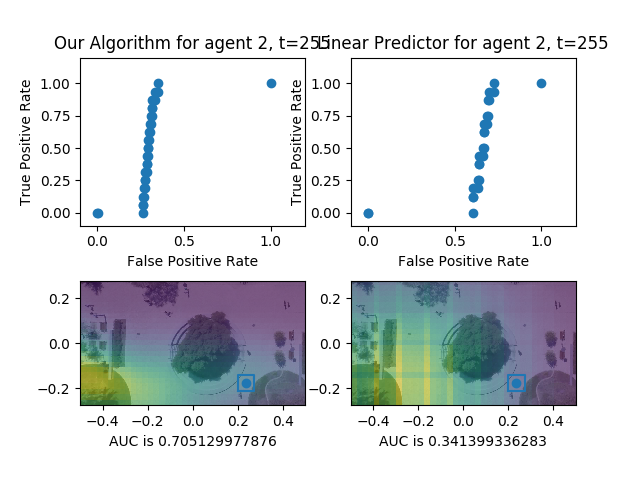 Our Algorithm for agent 2, t=255
Linear Predictor for agent 2, t=255
True Positive Rate
1.00
0.75
0.50
0.25
0.00
0.0 0.5 1.0
False Positive Rate
True Positive Rate
1.00
0.75
0.50
0.25
0.00
0.0 0.5 1.0
False Positive Rate
0.2
0.0
−0.2
−0.4 −0.2 0.0 0.2 0.4
AUC is 0.705129977876
0.2
0.0
−0.2
−0.4 −0.2 0.0 0.2 0.4
AUC is 0.341399336283